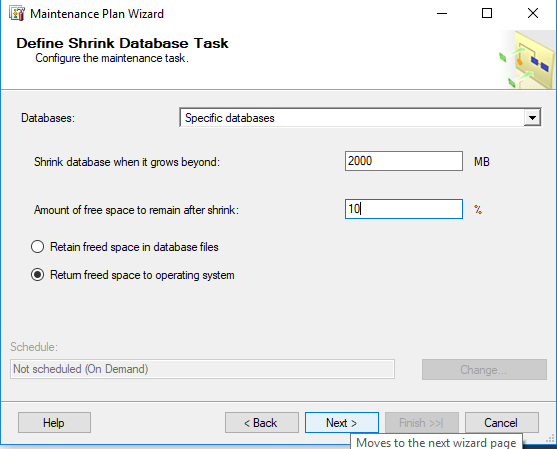 Maintenance Plan Wizard
Define Shrink Database Task
Configure the maintenance task.
Databases:
Specific databases
Shrink database when it grows beyond:
2000
MB
Amount of free space to remain after shrink:
10
%
Retain freed space in database files
Return freed space to operating system
Schedule:
Not scheduled (On Demand)
Change...
Help
< Back
Next >
Finish >>|
Cancel
Moves to the next wizard page